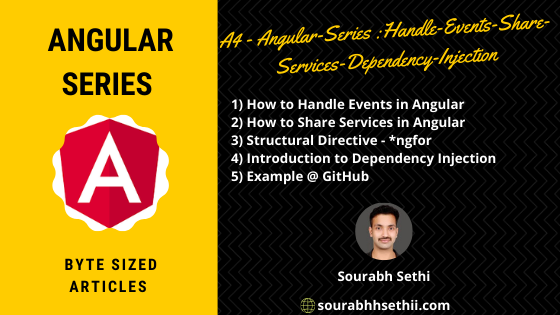 ANGULAR
SERIES
A
BYTE SIZED
ARTICLES
A4 - Angular-Series :Handle-Events-Share-
Services-Dependency-Injection
1) How to Handle Events in Angular
2) How to Share Services in Angular
3) Structural Directive - *ngfor
4) Introduction to Dependency Injection
5) Example @ GitHub
Sourabh Sethi
sourabhhsethii.com